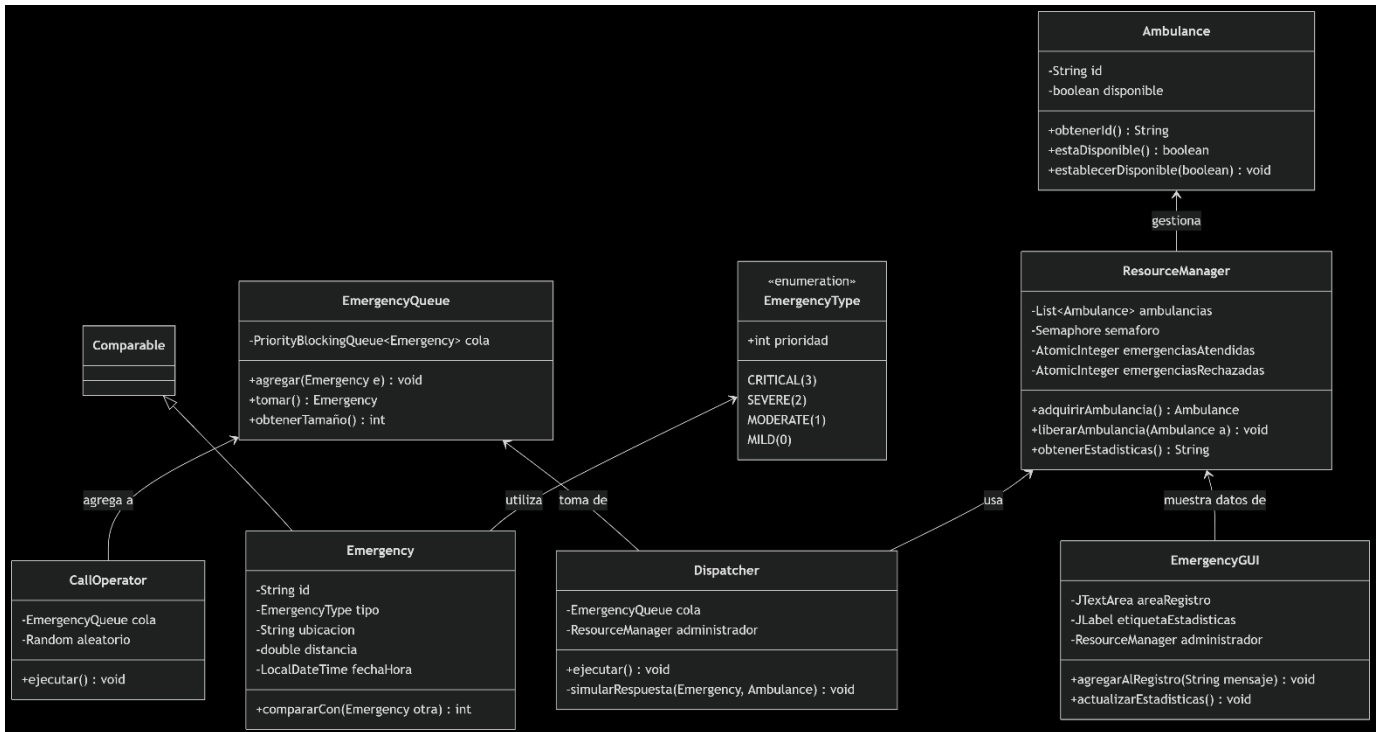 Ambulance
-String id
-boolean disponible
+obtenerId() : String
+estaDisponible() : boolean
+establecerDisponible(boolean) : void
gestiona
ResourceManager
-List<Ambulance> ambulancias
-Semaphore semaforo
-AtomicInteger emergenciasAtendidas
-AtomicInteger emergenciasRechazadas
+adquirirAmbulancia() : Ambulance
+liberarAmbulancia(Ambulance a) : void
+obtenerEstadisticas() : String
«enumeration»
EmergencyType
+int prioridad
CRITICAL(3)
SEVERE(2)
MODERATE(1)
MILD(0)
EmergencyQueue
-PriorityBlockingQueue<Emergency> cola
+agregar(Emergency e) : void
+tomar() : Emergency
+obtenerTamaño() : int
Comparable
agrega a
utiliza
toma de
usa
muestra datos de
CallOperator
-EmergencyQueue cola
-Random aleatorio
+ejecutar() : void
Emergency
-String id
-EmergencyType tipo
-String ubicacion
-double distancia
-LocalDateTime fechaHora
+compararCon(Emergency otra) : int
Dispatcher
-EmergencyQueue cola
-ResourceManager administrador
+ejecutar() : void
-simularRespuesta(Emergency, Ambulance) : void
EmergencyGUI
-JTextArea areaRegistro
-JLabel etiquetaEstadisticas
-ResourceManager administrador
+agregarAlRegistro(String mensaje) : void
+actualizarEstadisticas() : void